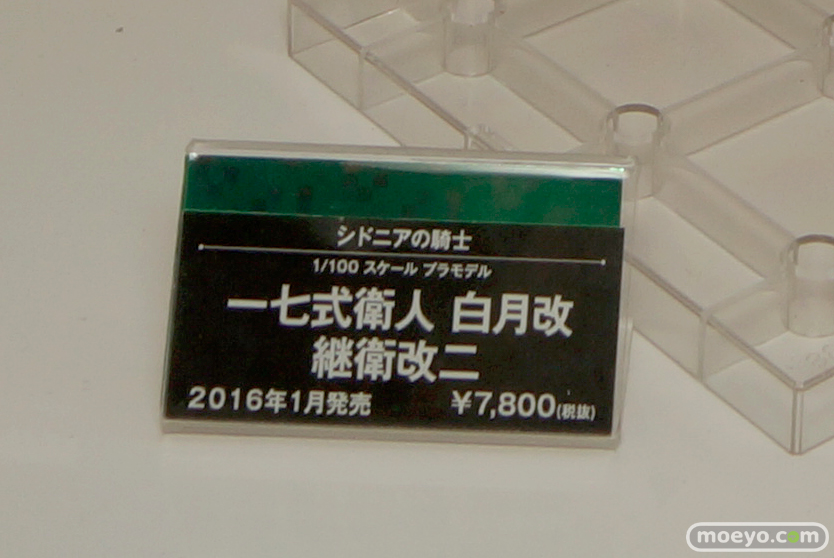 シドニアの騎士
1/100 スケール プラモデル
一七式衛人 白月改
継衛改二
2016年1月発売 ￥7,800(税抜)
moeyo.com